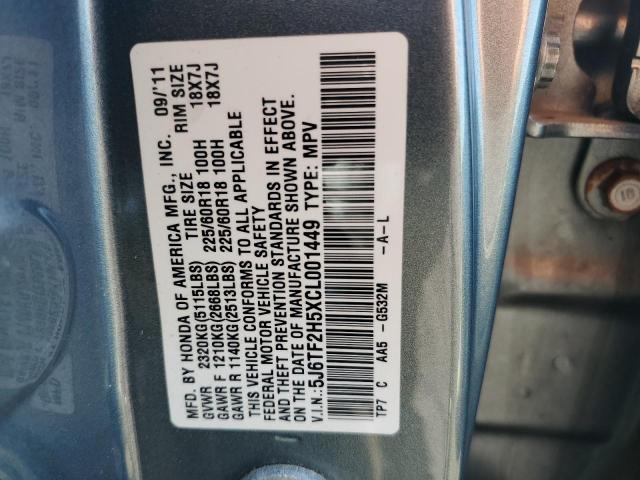 MFD. BY HONDA OF AMERICA MFG., INC. 09/'11
TIRE SIZE RIM SIZE
GVWR 2320KG(5115LBS)
GAWR F 1210KG(2668LBS) 225/60R18 100H 18X7J
GAWR R 1140KG(2513LBS) 225/60R18 100H 18X7J
THIS VEHICLE CONFORMS TO ALL APPLICABLE
FEDERAL MOTOR VEHICLE SAFETY
AND THEFT PREVENTION STANDARDS IN EFFECT
ON THE DATE OF MANUFACTURE SHOWN ABOVE.
V.I.N.: 5J6TF2H5XCL001449 TYPE: MPV
TP7 C AA5 -G532M -A-L